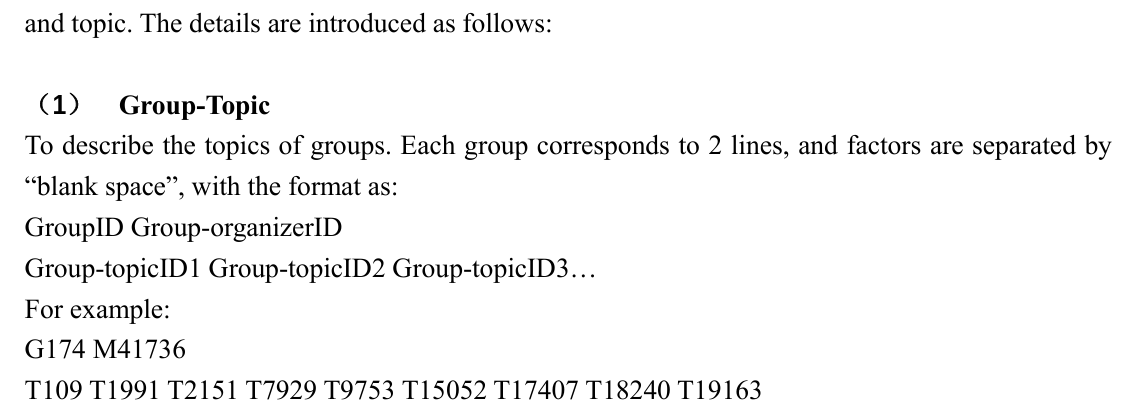 and topic. The details are introduced as follows:
（1） Group-Topic
To describe the topics of groups. Each group corresponds to 2 lines, and factors are separated by
“blank space”, with the format as:
GroupID Group-organizerID
Group-topicID1 Group-topicID2 Group-topicID3…
For example:
G174 M41736
T109 T1991 T2151 T7929 T9753 T15052 T17407 T18240 T19163